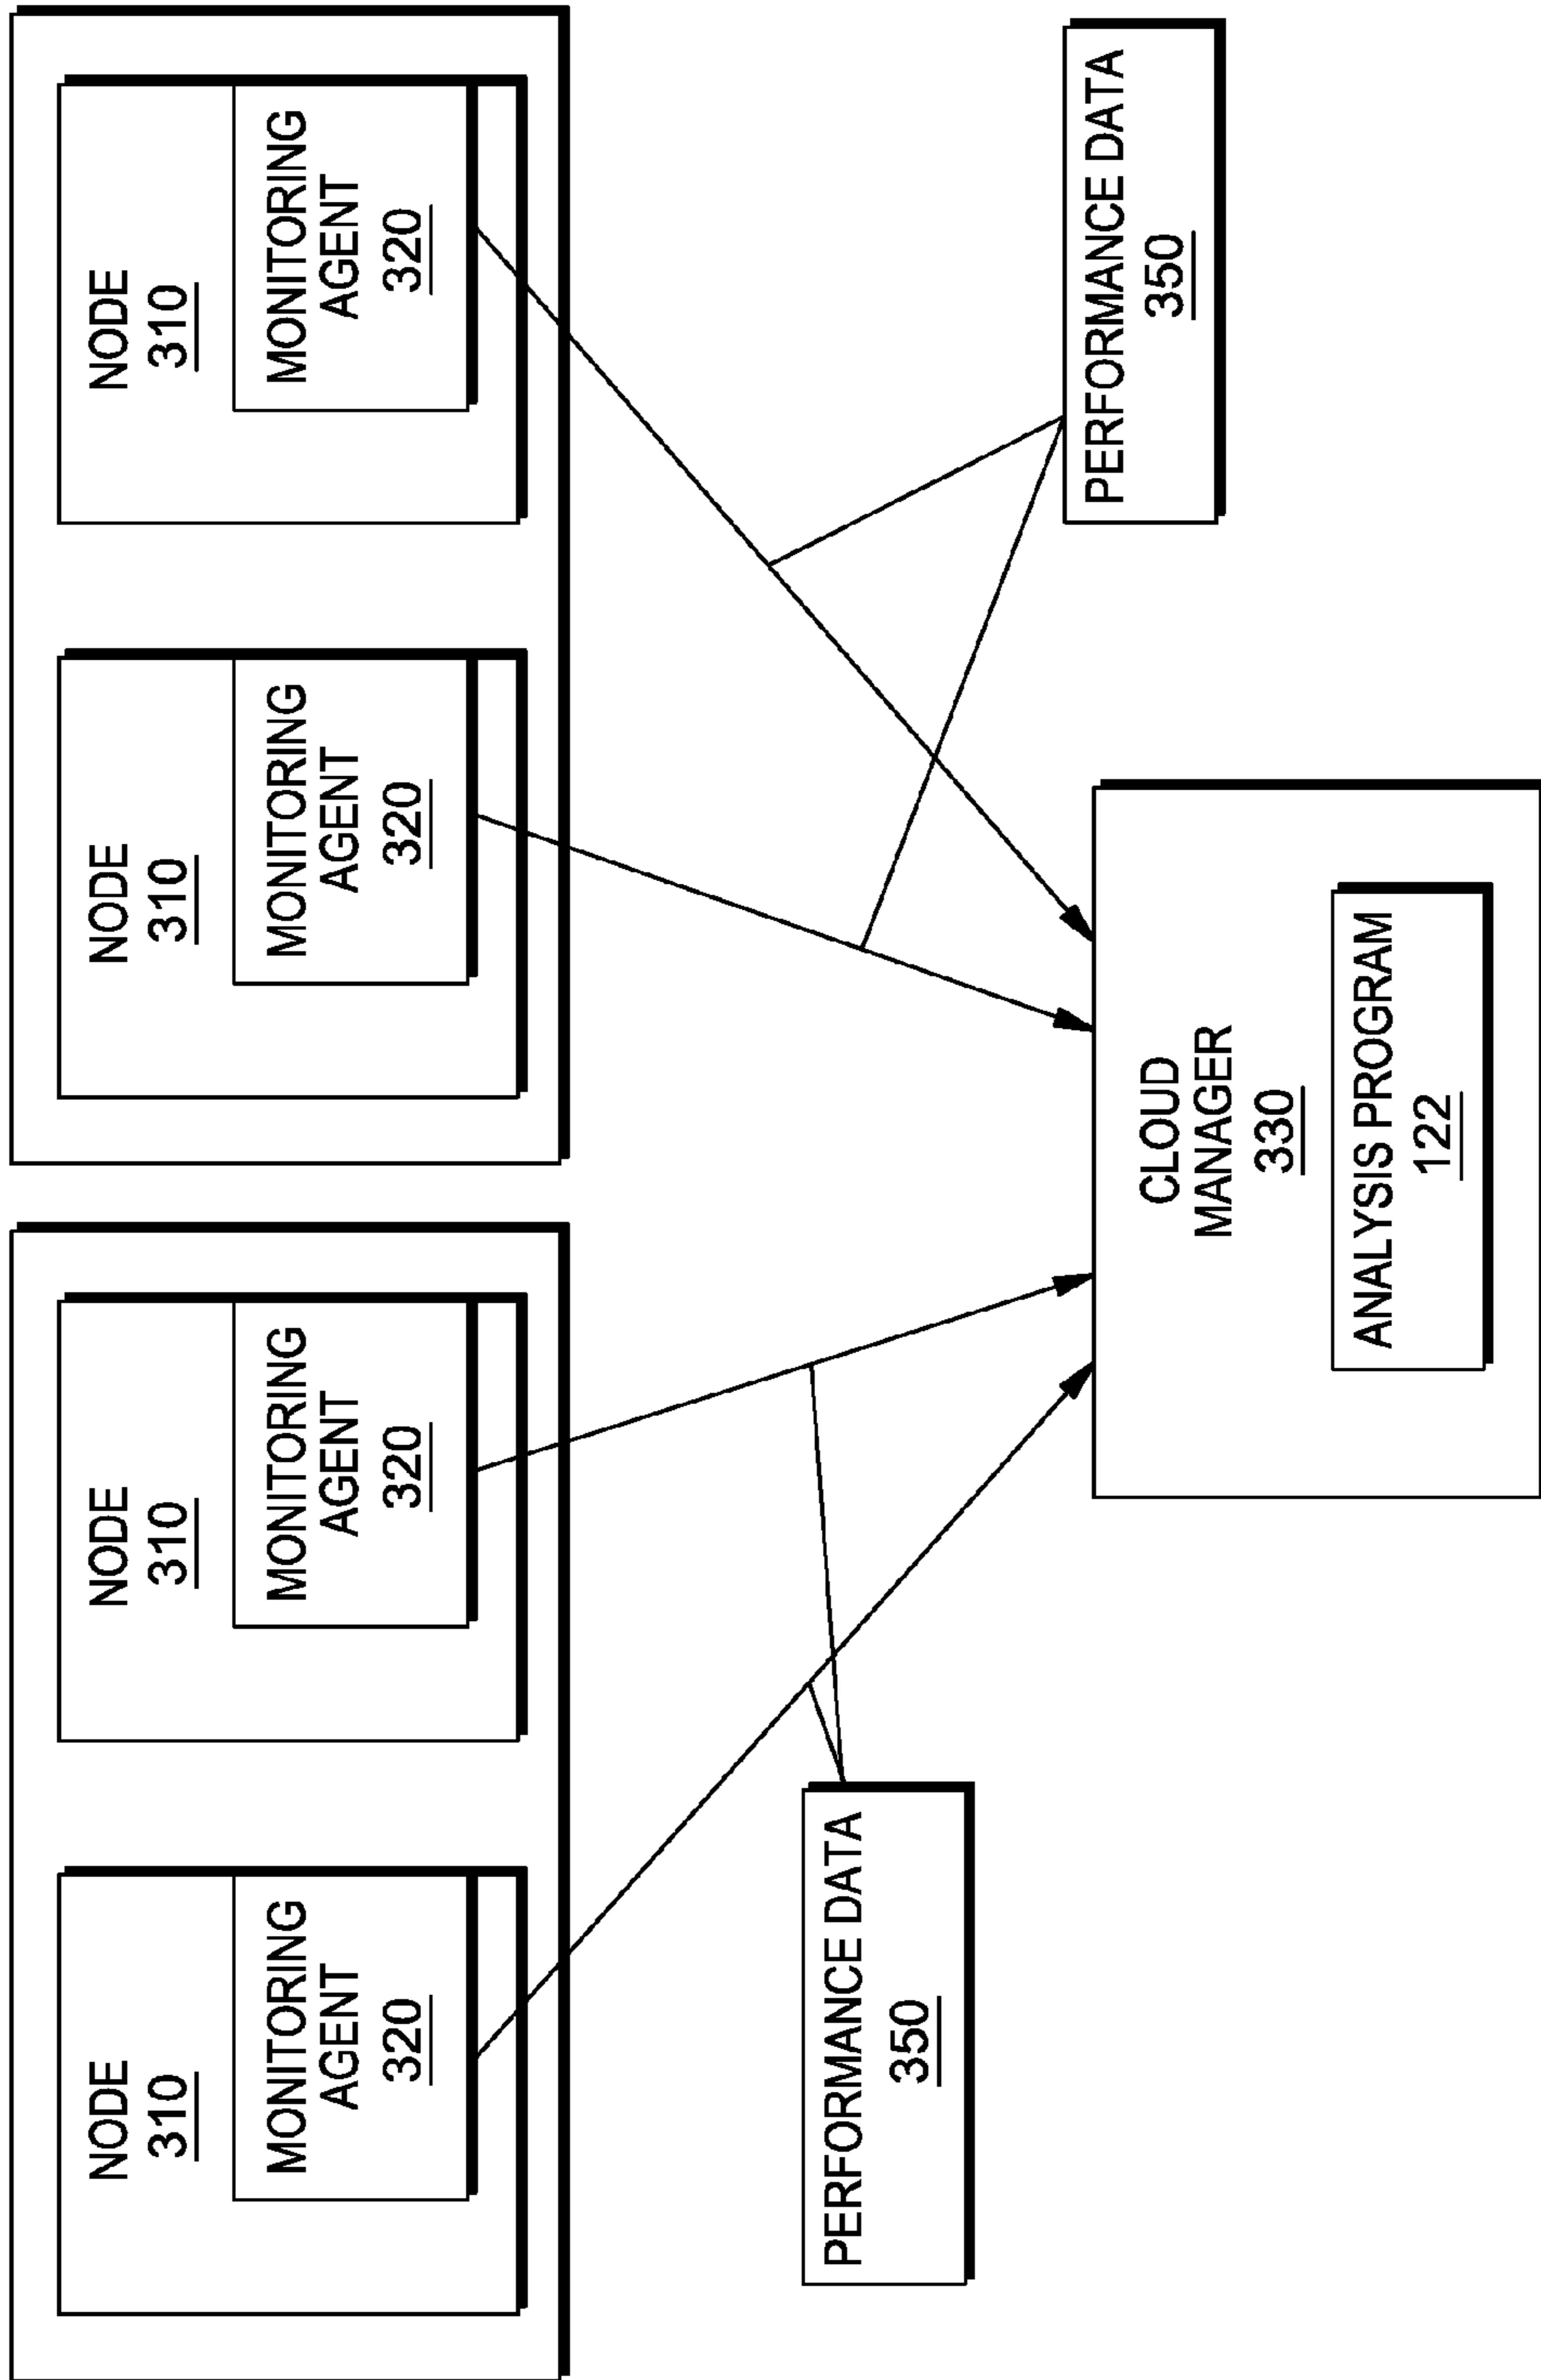 NODE
310
MONITORING
AGENT
320
NODE
310
MONITORING
AGENT
320
NODE
310
MONITORING
AGENT
320
NODE
310
MONITORING
AGENT
320
PERFORMANCE DATA
350
PERFORMANCE DATA
350
CLOUD
MANAGER
330
ANALYSIS PROGRAM
122